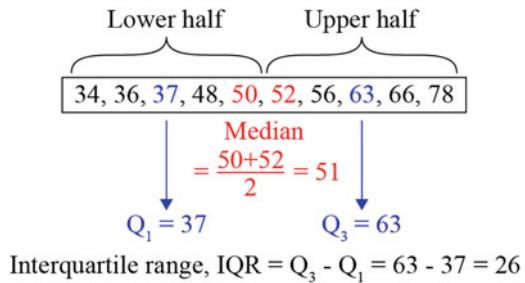 Lower half Upper half
34, 36, 37, 48, 50, 52, 56, 63, 66, 78
Median
= 50+52 / 2 = 51
Q1 = 37 Q3 = 63
Interquartile range, IQR = Q3 - Q1 = 63 - 37 = 26